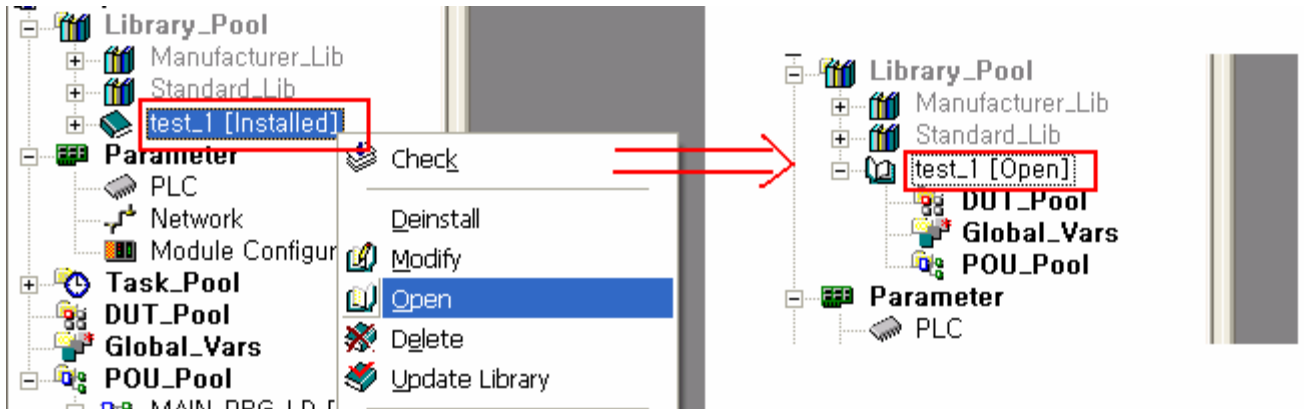 Library_Pool
Manufacturer_Lib
Standard_Lib
test_1 [Installed]
Parameter
PLC
Network
Module Configur
Task_Pool
DUT_Pool
Global_Vars
POU_Pool
Check
Deinstall
Modify
Open
Delete
Update Library
Library_Pool
Manufacturer_Lib
Standard_Lib
test_1 [Open]
DUT_Pool
Global_Vars
POU_Pool
Parameter
PLC